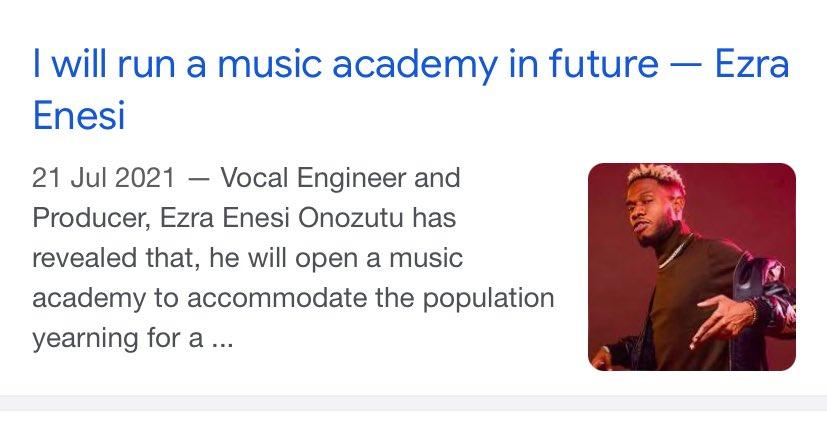 I will run a music academy in future — Ezra
Enesi
21 Jul 2021 — Vocal Engineer and
Producer, Ezra Enesi Onozutu has
revealed that, he will open a music
academy to accommodate the population
yearning for a ...